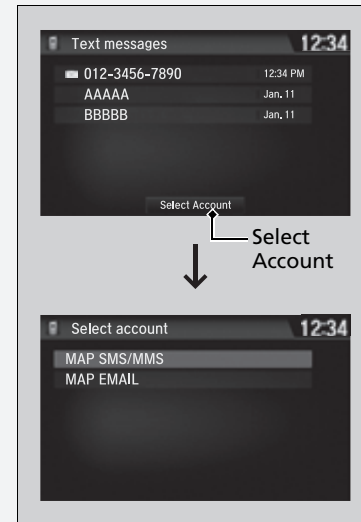 Text messages 12:34
012-3456-7890 12:34 PM
AAAAA Jan. 11
BBBBB Jan. 11
Select Account
Select
Account
Select account 12:34
MAP SMS/MMS
MAP EMAIL